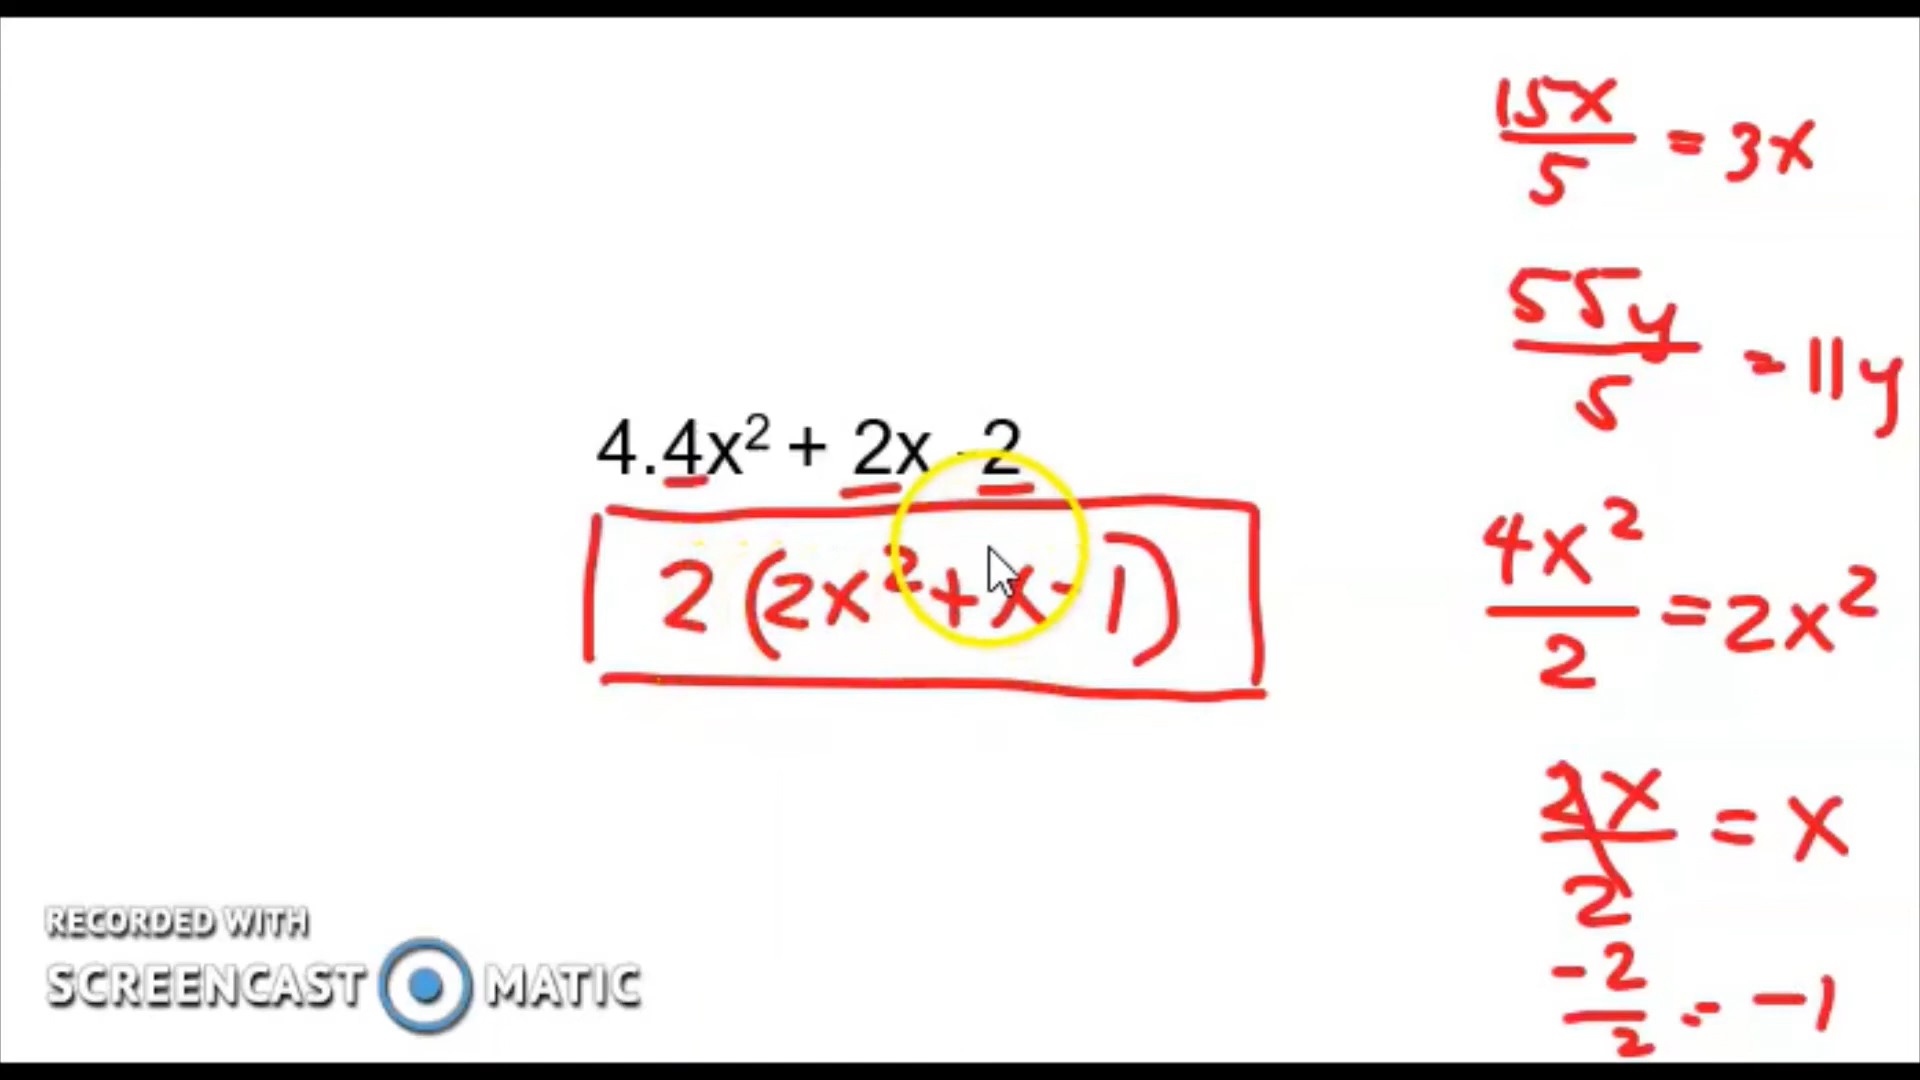 15x/5 = 3x
55y/5 = 11y
4.4x² + 2x - 2
2(2x²+x-1)
4x²/2 = 2x²
2x/2 = x
-2/2 = -1
RECORDED WITH
SCREENCAST MATIC